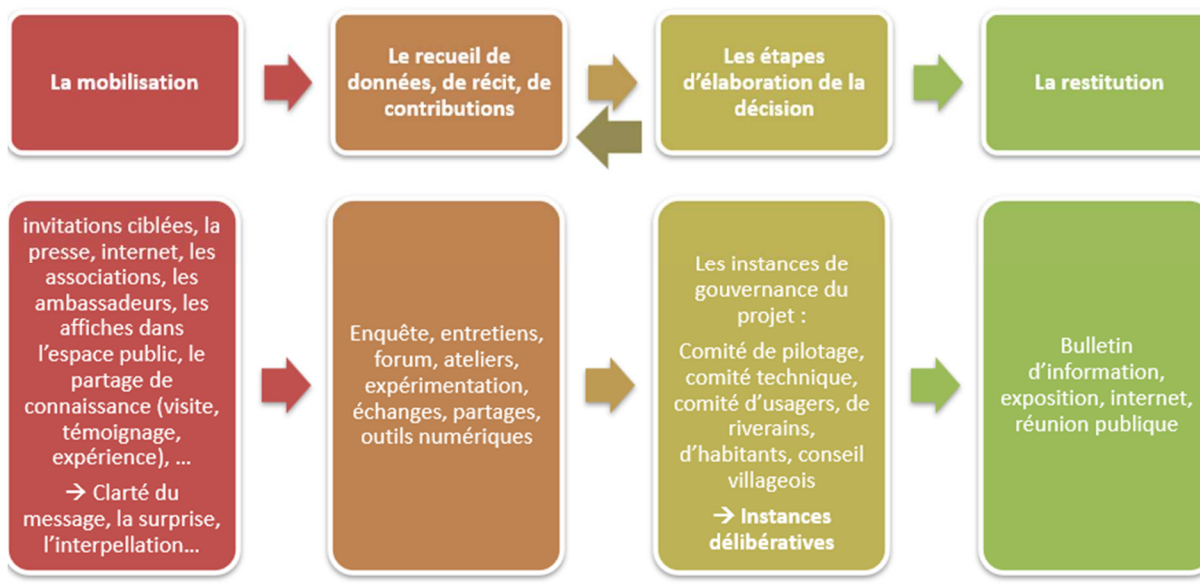 La mobilisation
Le recueil de
données, de récit, de
contributions
Les étapes
d’élaboration de la
décision
La restitution
invitations ciblées, la
presse, internet, les
associations, les
ambassadeurs, les
affiches dans
l’espace public, le
partage de
connaissance (visite,
témoignage,
expérience), …
→ Clarté du
message, la surprise,
l’interpellation…
Enquête, entretiens,
forum, ateliers,
expérimentation,
échanges, partages,
outils numériques
Les instances de
gouvernance du
projet :
Comité de pilotage,
comité technique,
comité d’usagers, de
riverains,
d’habitants, conseil
villageois
→ Instances
délibératives
Bulletin
d’information,
exposition, internet,
réunion publique